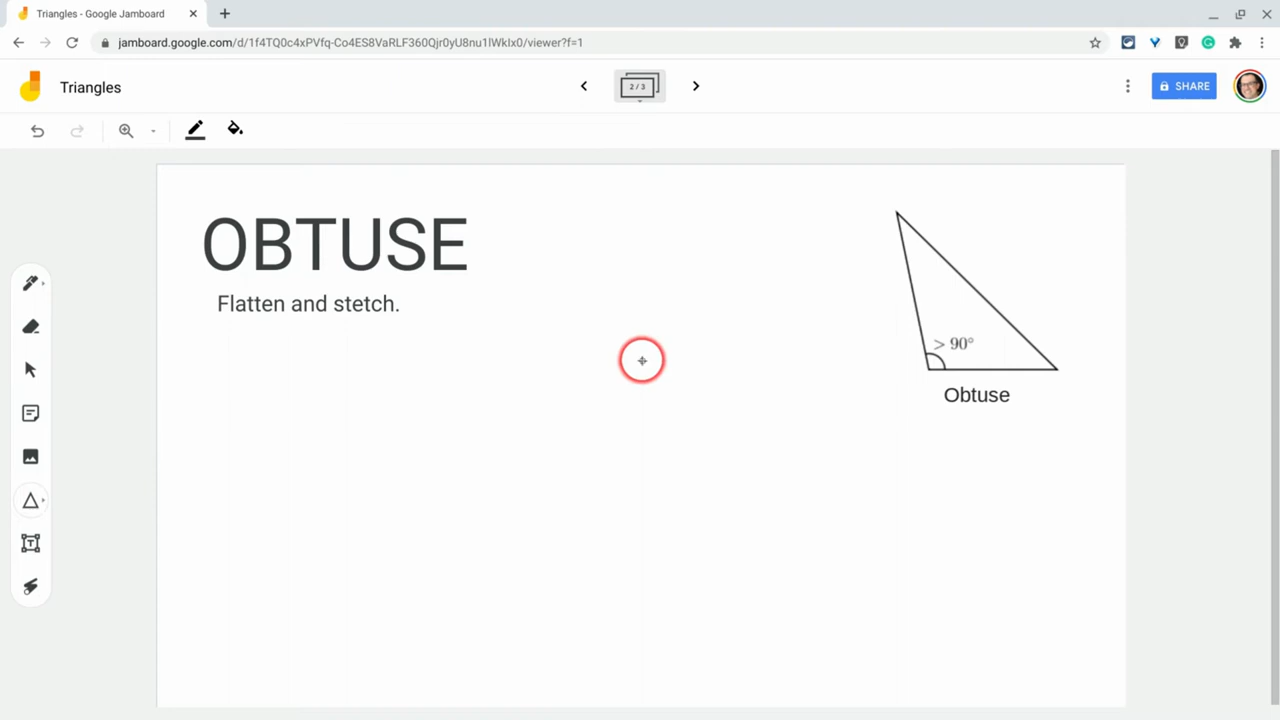 Triangles - Google Jamboard
jamboard.google.com/d/1f4TQ0c4xPVfq-Co4ES8VaRLF360Qjr0yU8nu1lWkIx0/viewer?f=1
Triangles
2 / 3
SHARE
OBTUSE
Flatten and stetch.
> 90°
Obtuse